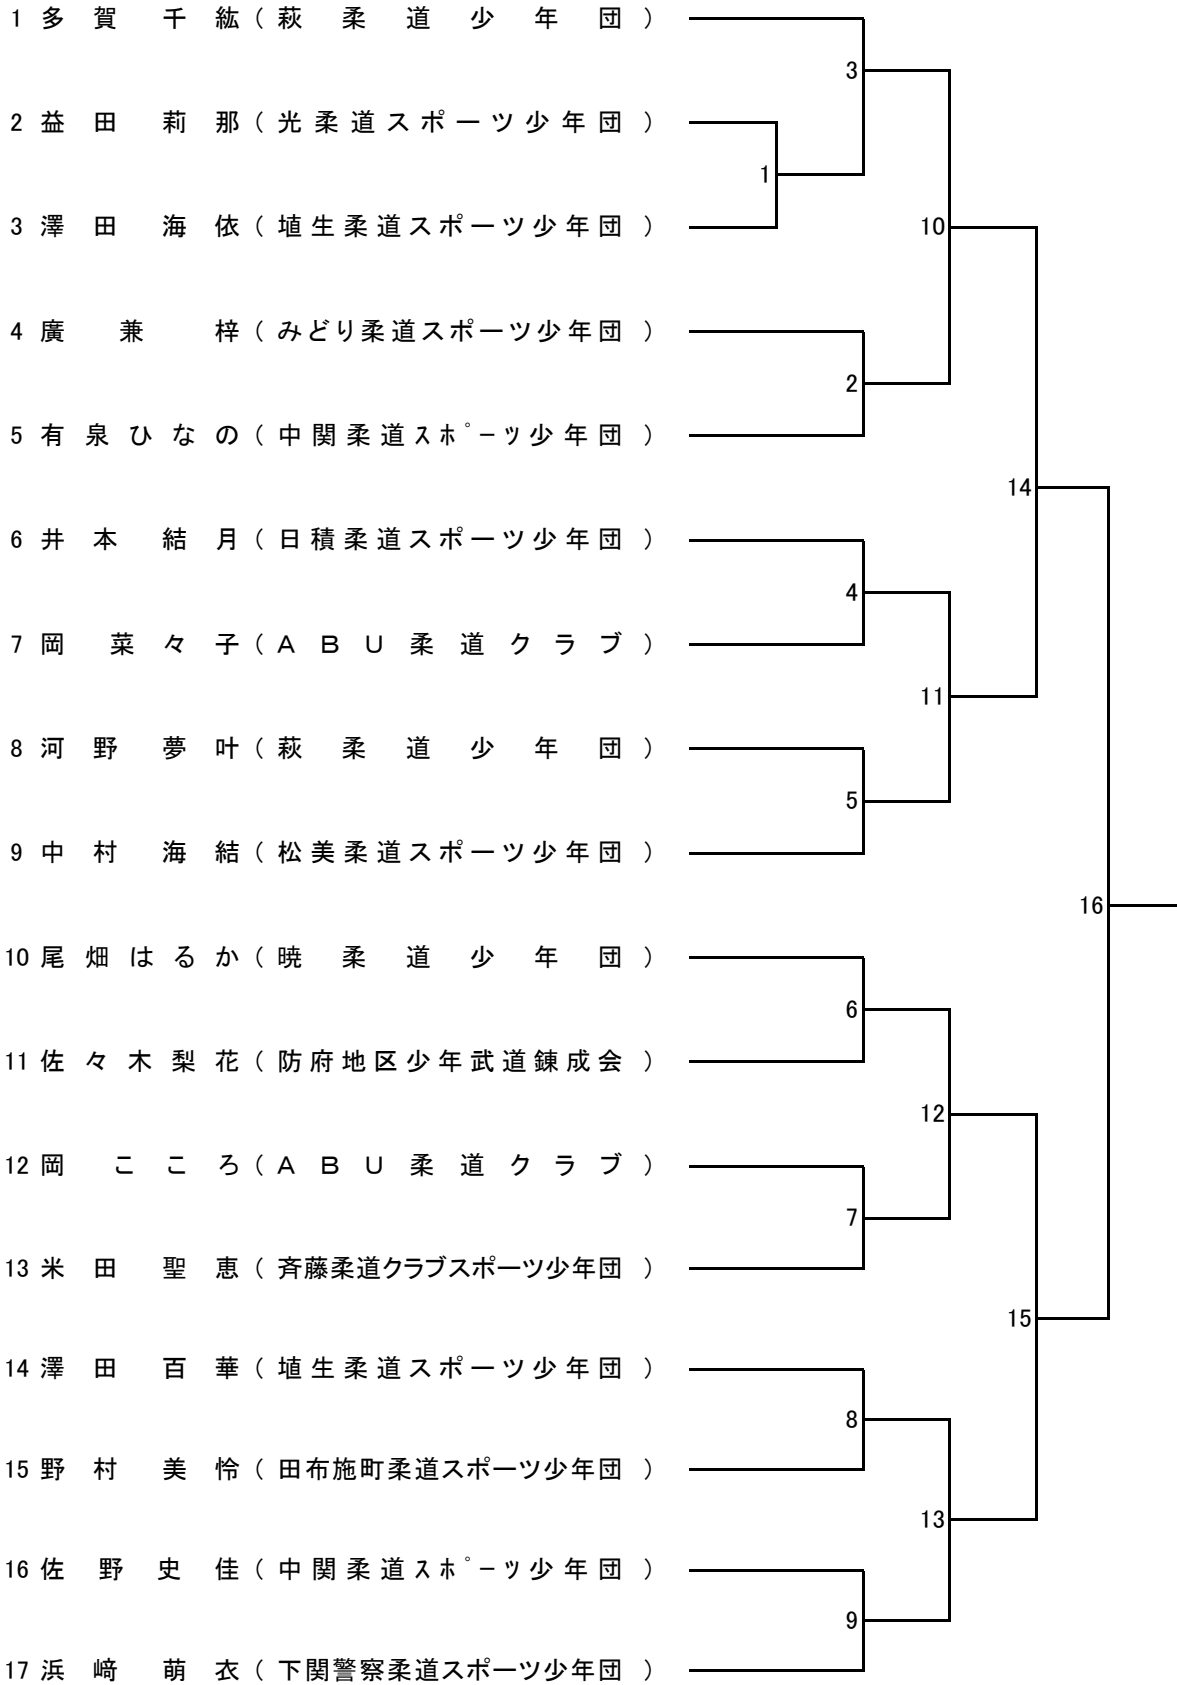 1 多賀 千紘 (萩柔道少年団)
3
2 益田 莉那 (光柔道スポーツ少年団)
1
3 澤田 海依 (埴生柔道スポーツ少年団)
10
4 廣兼 梓 (みどり柔道スポーツ少年団)
2
5 有泉ひなの (中関柔道ｽﾎﾟｰﾂ少年団)
14
6 井本 結月 (日積柔道スポーツ少年団)
4
7 岡 菜々子 (ＡＢＵ柔道クラブ)
11
8 河野 夢叶 (萩柔道少年団)
5
9 中村 海結 (松美柔道スポーツ少年団)
16
10 尾畑はるか (暁柔道少年団)
6
11 佐々木梨花 (防府地区少年武道錬成会)
12
12 岡 こころ (ＡＢＵ柔道クラブ)
7
13 米田 聖恵 (斉藤柔道クラブスポーツ少年団)
15
14 澤田 百華 (埴生柔道スポーツ少年団)
8
15 野村 美怜 (田布施町柔道スポーツ少年団)
13
16 佐野史佳 (中関柔道ｽﾎﾟｰﾂ少年団)
9
17 浜﨑 萌衣 (下関警察柔道スポーツ少年団)